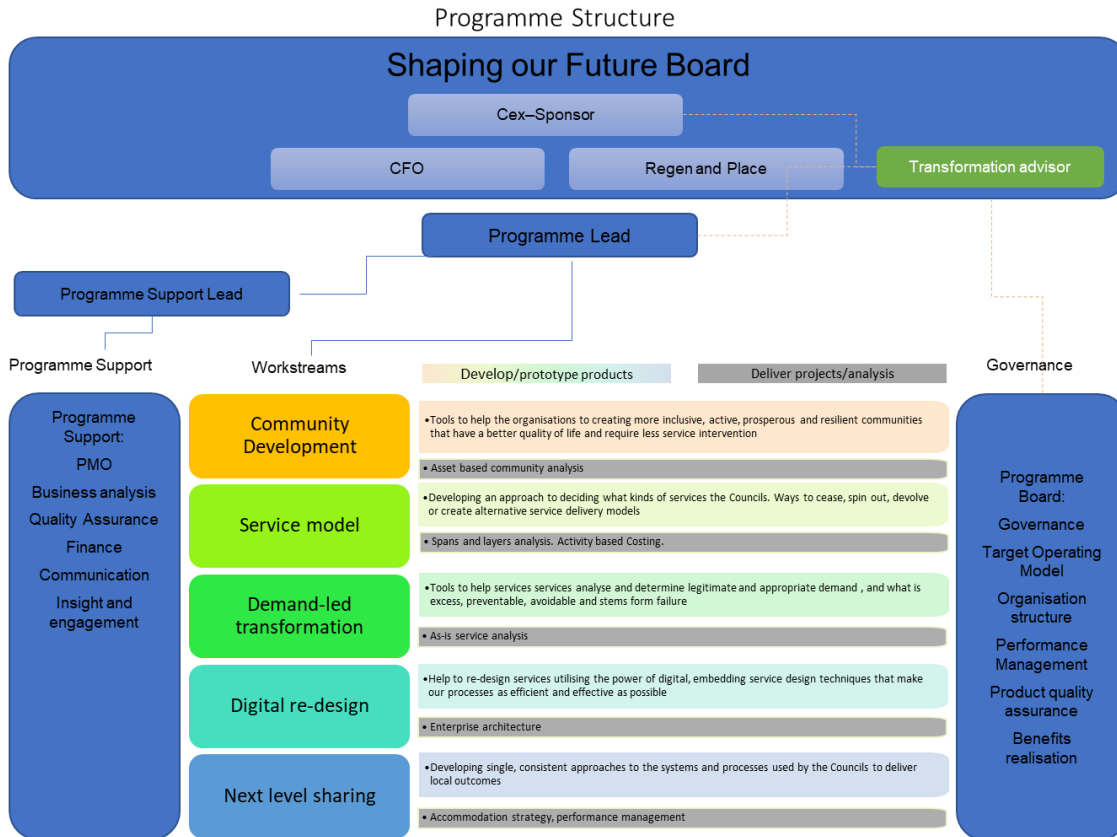 Programme Structure
Shaping our Future Board
Cex–Sponsor
CFO
Regen and Place
Transformation advisor
Programme Lead
Programme Support Lead
Programme Support
Workstreams
Develop/prototype products
Deliver projects/analysis
Governance
Programme
Support:
PMO
Business analysis
Quality Assurance
Finance
Communication
Insight and
engagement
Community
Development
•Tools to help the organisations to creating more inclusive, active, prosperous and resilient communities
that have a better quality of life and require less service intervention
• Asset based community analysis
Service model
•Developing an approach to deciding what kinds of services the Councils. Ways to cease, spin out, devolve
or create alternative service delivery models
• Spans and layers analysis. Activity based Costing.
Demand-led
transformation
•Tools to help services services analyse and determine legitimate and appropriate demand , and what is
excess, preventable, avoidable and stems form failure
• As-is service analysis
Digital re-design
•Help to re-design services utilising the power of digital, embedding service design techniques that make
our processes as efficient and effective as possible
• Enterprise architecture
Next level sharing
•Developing single, consistent approaches to the systems and processes used by the Councils to deliver
local outcomes
• Accommodation strategy, performance management
Programme
Board:
Governance
Target Operating
Model
Organisation
structure
Performance
Management
Product quality
assurance
Benefits
realisation